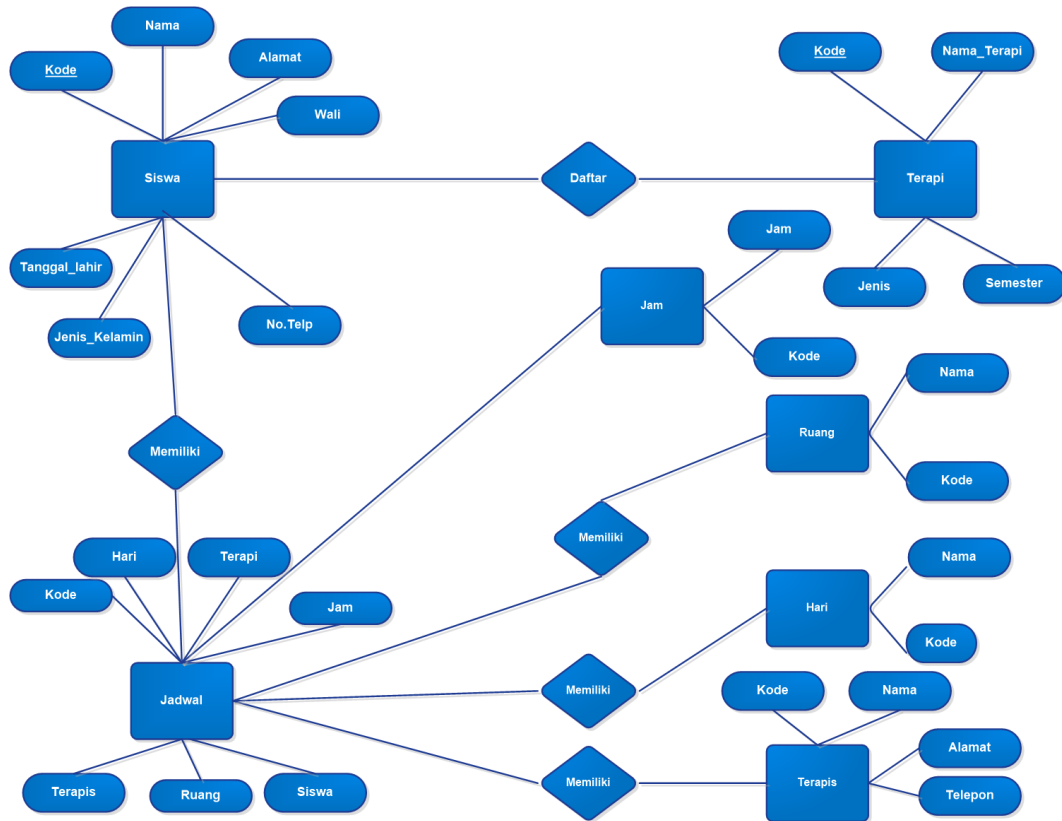 Nama
Kode
Alamat
Wali
Siswa
Tanggal_lahir
Jenis_Kelamin
No.Telp
Daftar
Kode
Nama_Terapi
Terapi
Jenis
Semester
Jam
Jam
Kode
Memiliki
Ruang
Nama
Kode
Memiliki
Hari
Terapi
Kode
Jam
Jadwal
Terapis
Ruang
Siswa
Hari
Nama
Kode
Memiliki
Memiliki
Kode
Nama
Terapis
Alamat
Telepon